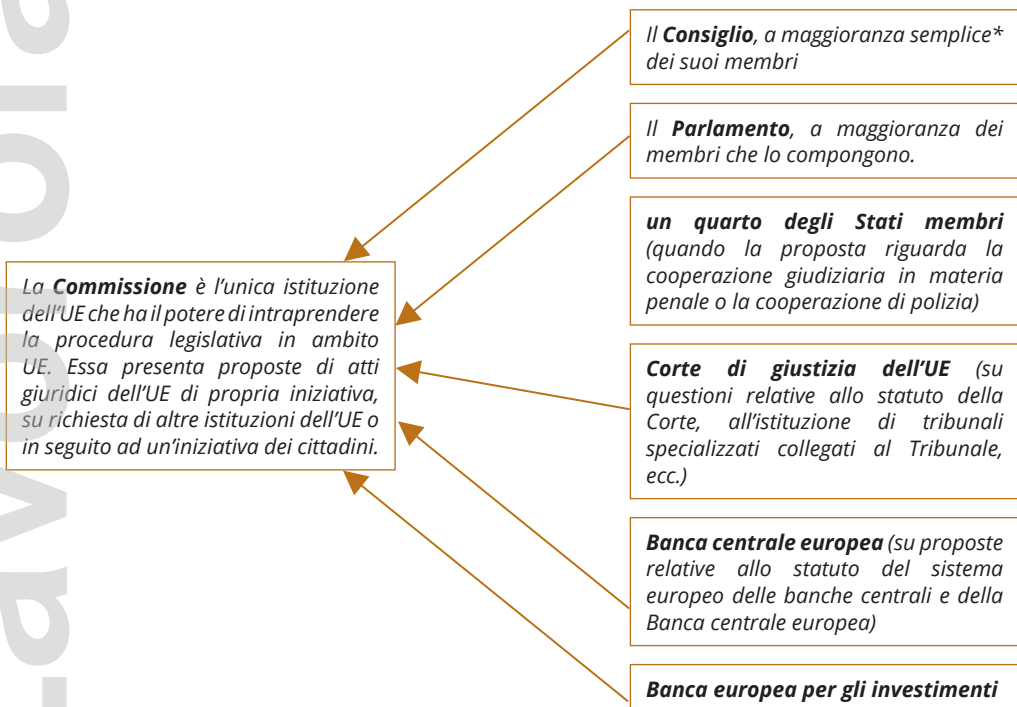 Il Consiglio, a maggioranza semplice*
dei suoi membri
Il Parlamento, a maggioranza dei
membri che lo compongono.
un quarto degli Stati membri
(quando la proposta riguarda la
cooperazione giudiziaria in materia
penale o la cooperazione di polizia)
La Commissione è l'unica istituzione
dell'UE che ha il potere di intraprendere
la procedura legislativa in ambito
UE. Essa presenta proposte di atti
giuridici dell'UE di propria iniziativa,
su richiesta di altre istituzioni dell'UE o
in seguito ad un'iniziativa dei cittadini.
Corte di giustizia dell'UE (su
questioni relative allo statuto della
Corte, all'istituzione di tribunali
specializzati collegati al Tribunale,
ecc.)
Banca centrale europea (su proposte
relative allo statuto del sistema
europeo delle banche centrali e della
Banca centrale europea)
Banca europea per gli investimenti